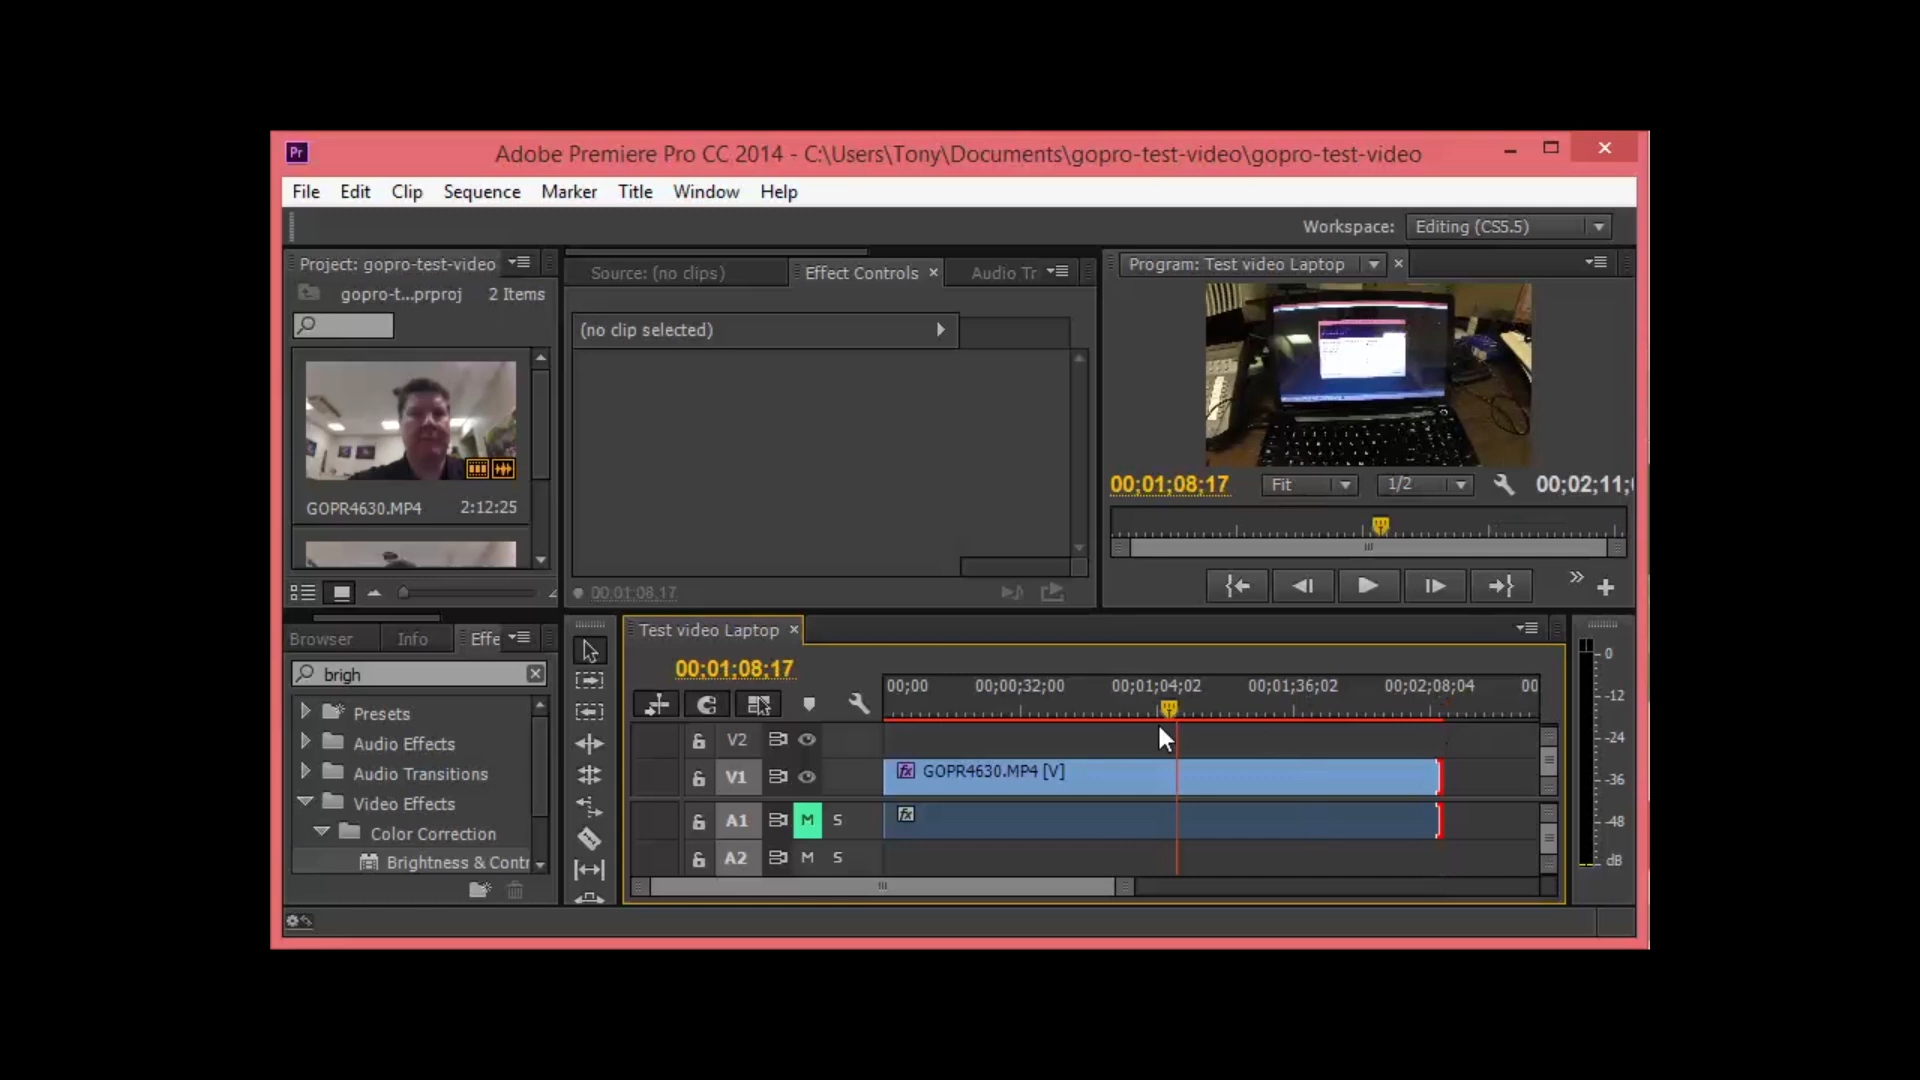 Pr Adobe Premiere Pro CC 2014 - C:\Users\Tony\Documents\gopro-test-video\gopro-test-video
File Edit Clip Sequence Marker Title Window Help
Workspace: Editing (CS5.5)
Project: gopro-test-video
gopro-t...prproj 2 Items
GOPR4630.MP4 2:12:25
Source: (no clips) Effect Controls × Audio Tr
(no clip selected)
00;01;08;17
Program: Test video Laptop ×
00;01;08;17 Fit 1/2 00;02;11;
Browser Info Effe
brigh
Presets
Audio Effects
Audio Transitions
Video Effects
Color Correction
Brightness & Contr
Test video Laptop ×
00;01;08;17
00;00 00;00;32;00 00;01;04;02 00;01;36;02 00;02;08;04 00
V2
V1 fx GOPR4630.MP4 [V]
A1 M S fx
A2 M S
0
-12
-24
-36
-48
dB